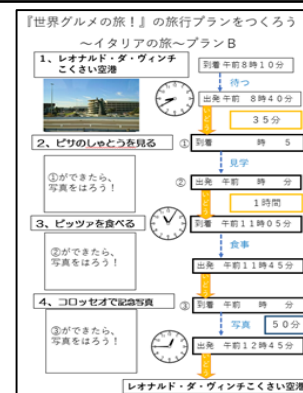 『世界グルメの旅!』の旅行プランをつくろう
~イタリアの旅~プランB
1、レオナルド・ダ・ヴィンチ
こくさい空港
到着 午前8時10分
待つ
出発 午前 8時40分
35分
2、ピサのしゃとうを見る
① 到着 時 5
見学
①ができたら、
写真をはろう!
② 出発 午前 時 分
1時間
3、ピッツァを食べる
到着 午前11時05分
食事
②ができたら、
写真をはろう!
出発 午前11時45分
4、コロッセオで記念写真
③ 到着 午前 時 分
写真 50分
③ができたら、
写真をはろう!
出発 午前12時45分
レオナルド・ダ・ヴィンチこくさい空港